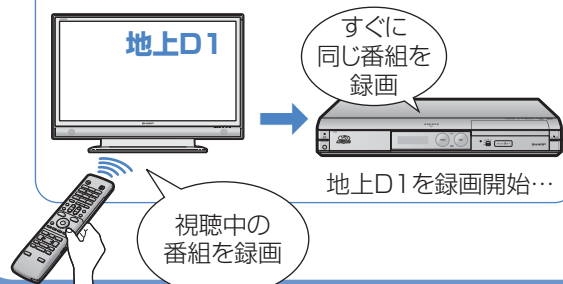 地上D1
すぐに
同じ番組を
録画
地上D1を録画開始…
視聴中の
番組を録画